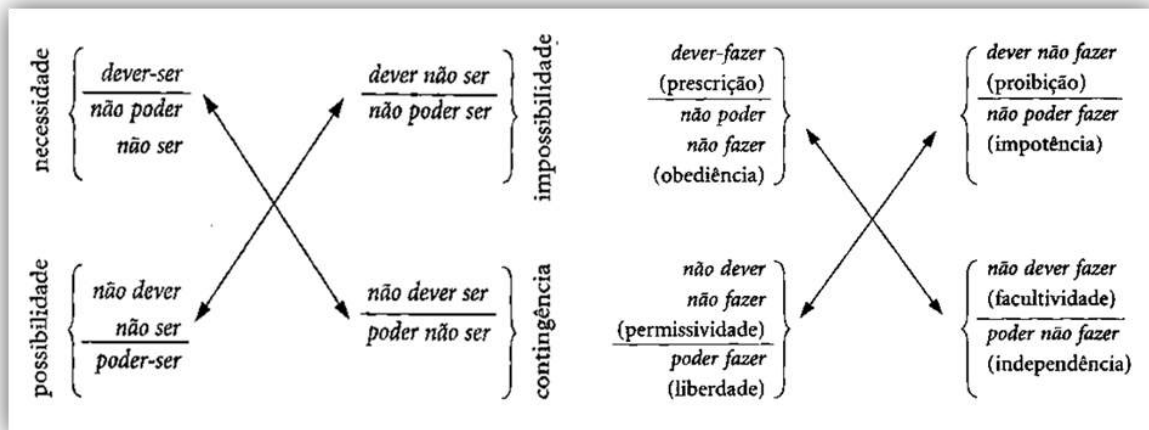 necessidade
dever-ser
não poder
não ser
dever não ser
não poder ser
impossibilidade
possibilidade
não dever
não ser
poder-ser
não dever ser
poder não ser
contingência
dever-fazer
(prescrição)
não poder
não fazer
(obediência)
dever não fazer
(proibição)
não poder fazer
(impotência)
não dever
não fazer
(permissividade)
poder fazer
(liberdade)
não dever fazer
(facultividade)
poder não fazer
(independência)